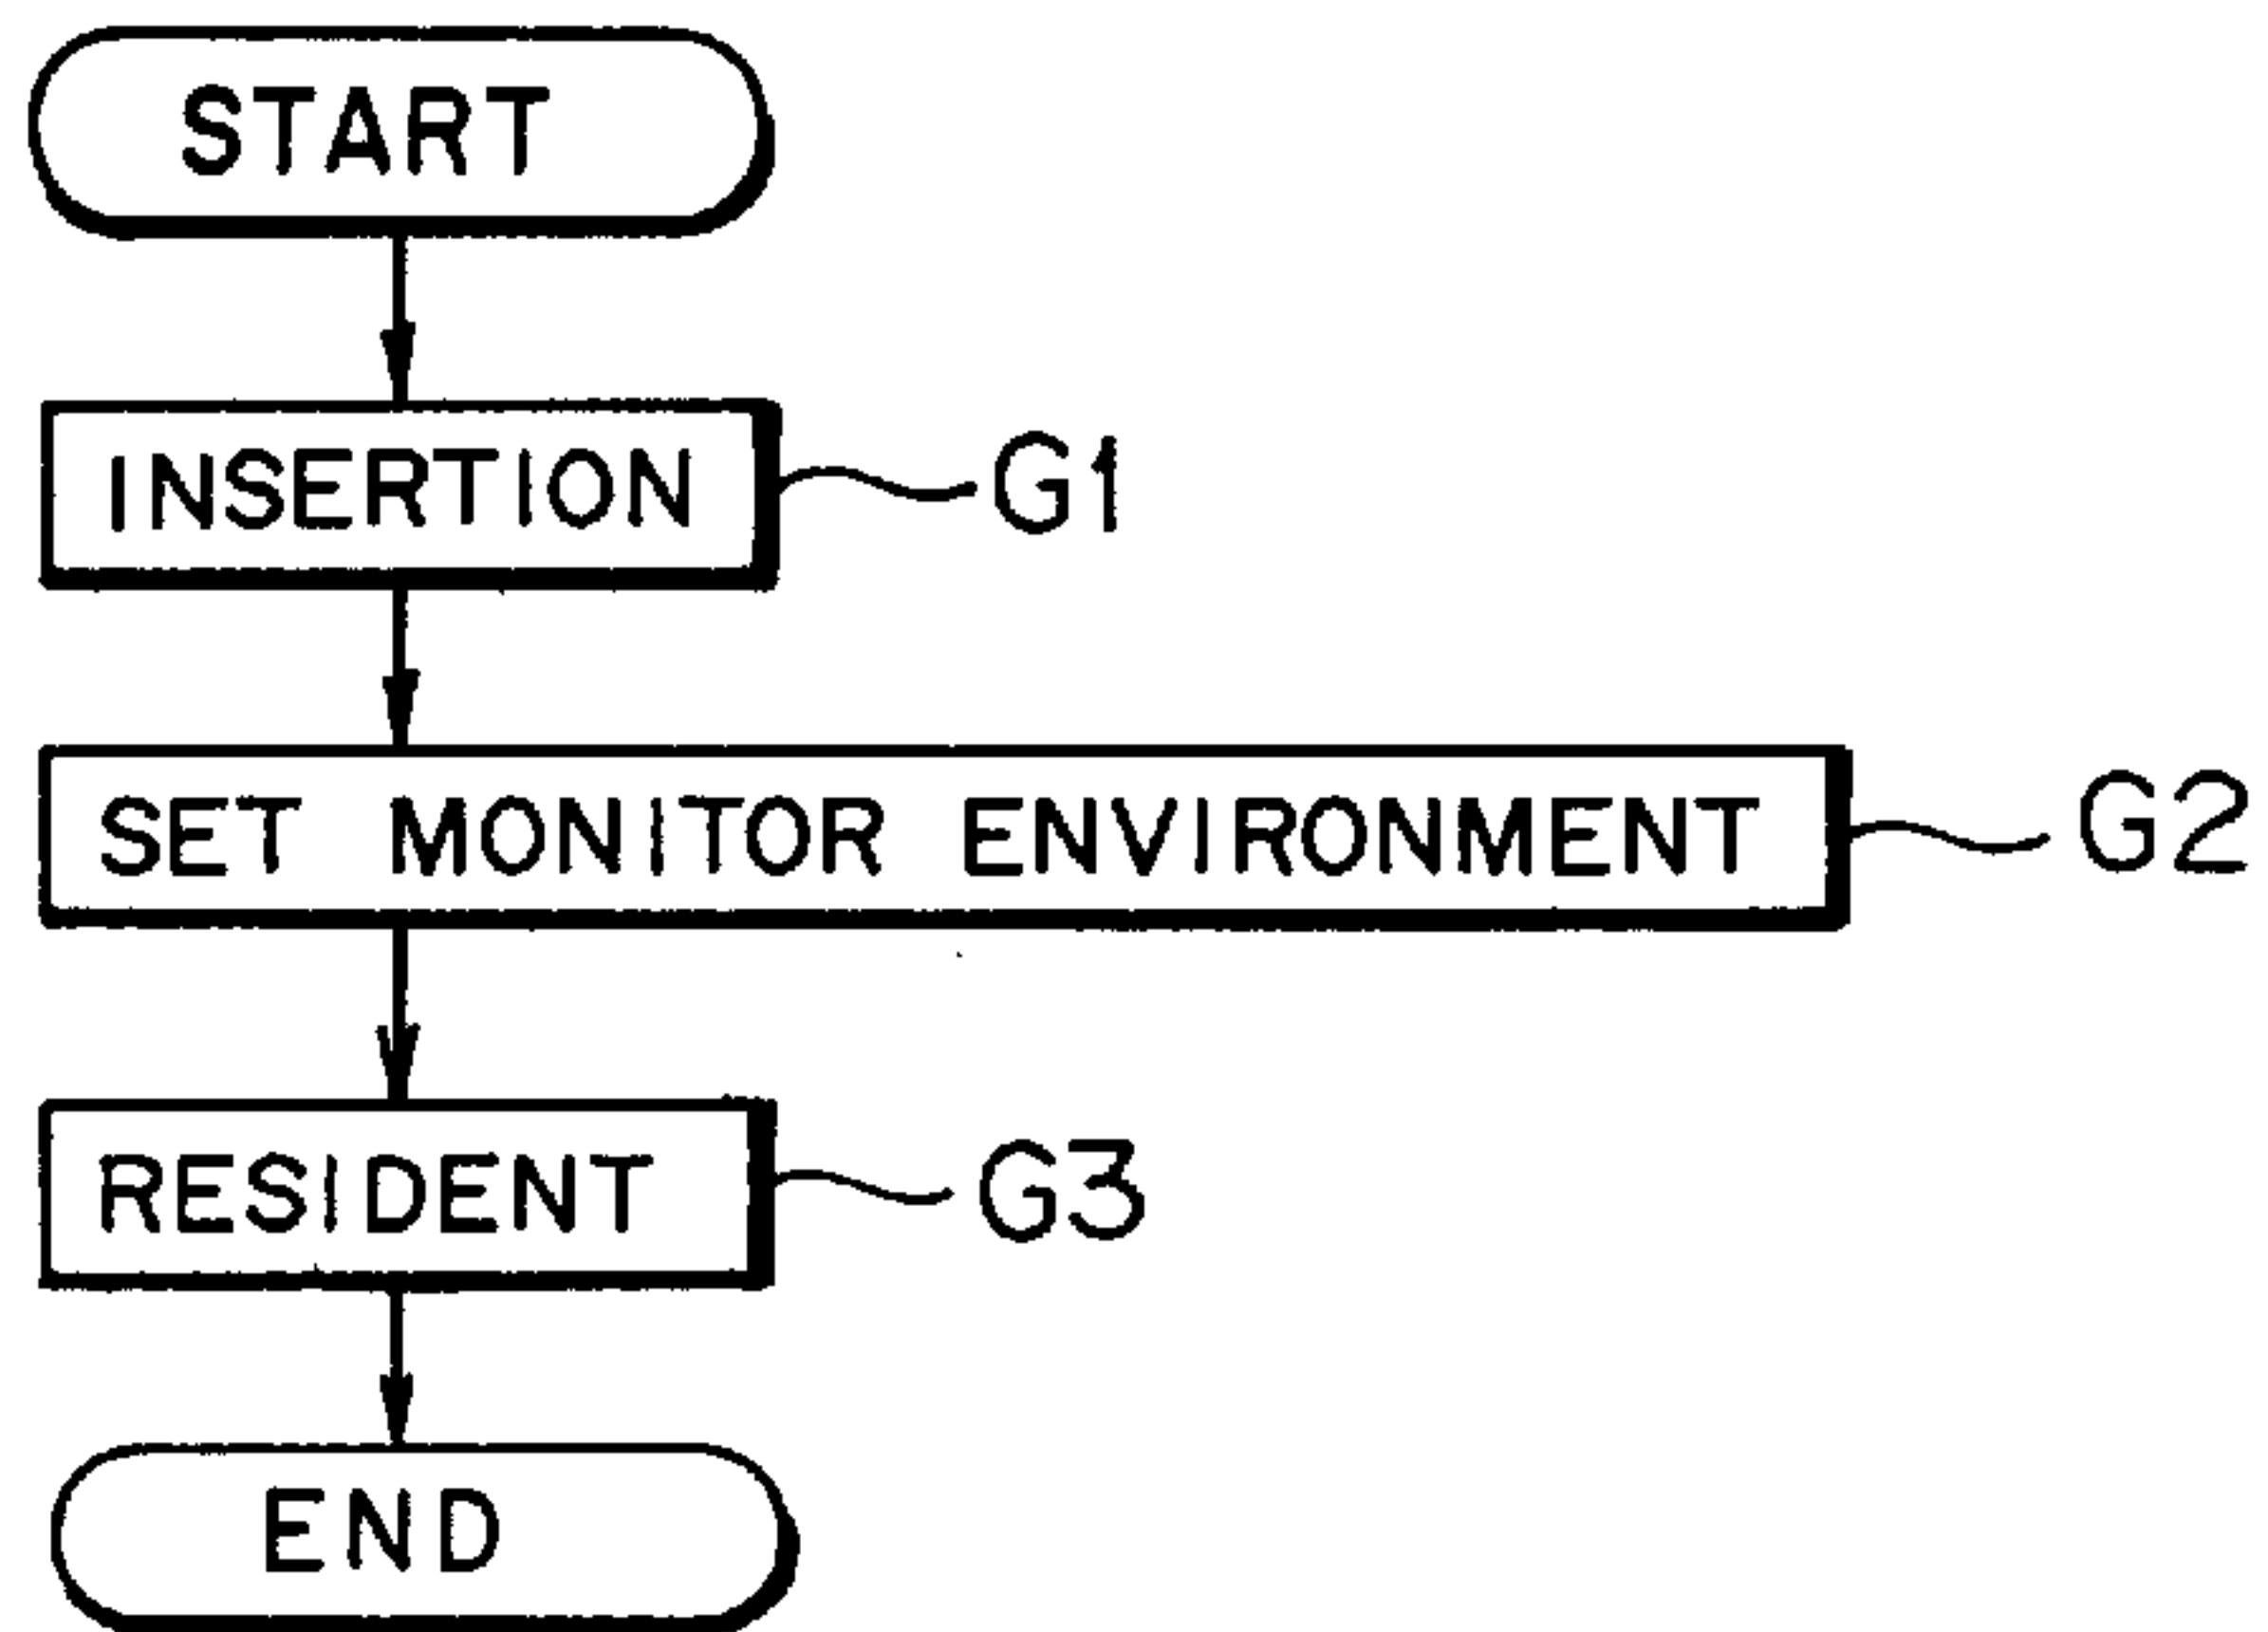 START
INSERTION G1
SET MONITOR ENVIRONMENT G2
RESIDENT G3
END